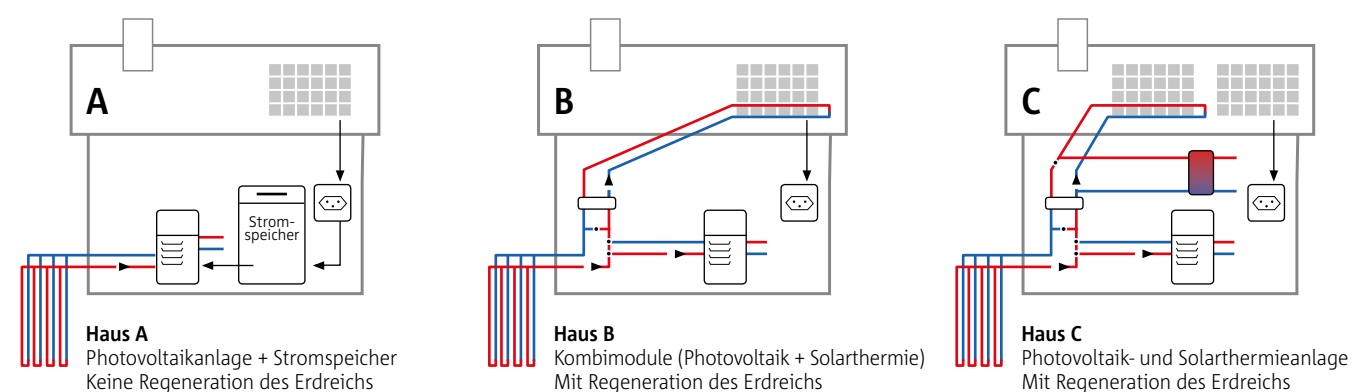 A
Strom-
speicher
Haus A
Photovoltaikanlage + Stromspeicher
Keine Regeneration des Erdreichs
B
Haus B
Kombimodule (Photovoltaik + Solarthermie)
Mit Regeneration des Erdreichs
C
Haus C
Photovoltaik- und Solarthermieanlage
Mit Regeneration des Erdreichs